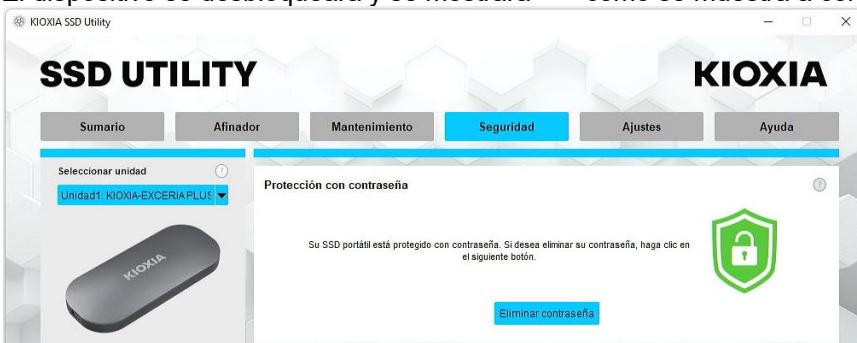 KIOXIA SSD Utility
SSD UTILITY
KIOXIA
Sumario
Afinador
Mantenimiento
Seguridad
Ajustes
Ayuda
Seleccionar unidad
?
Unidad1: KIOXIA-EXCERIA PLUS
KIOXIA
Protección con contraseña
?
Su SSD portátil está protegido con contraseña. Si desea eliminar su contraseña, haga clic en
el siguiente botón.
Eliminar contraseña